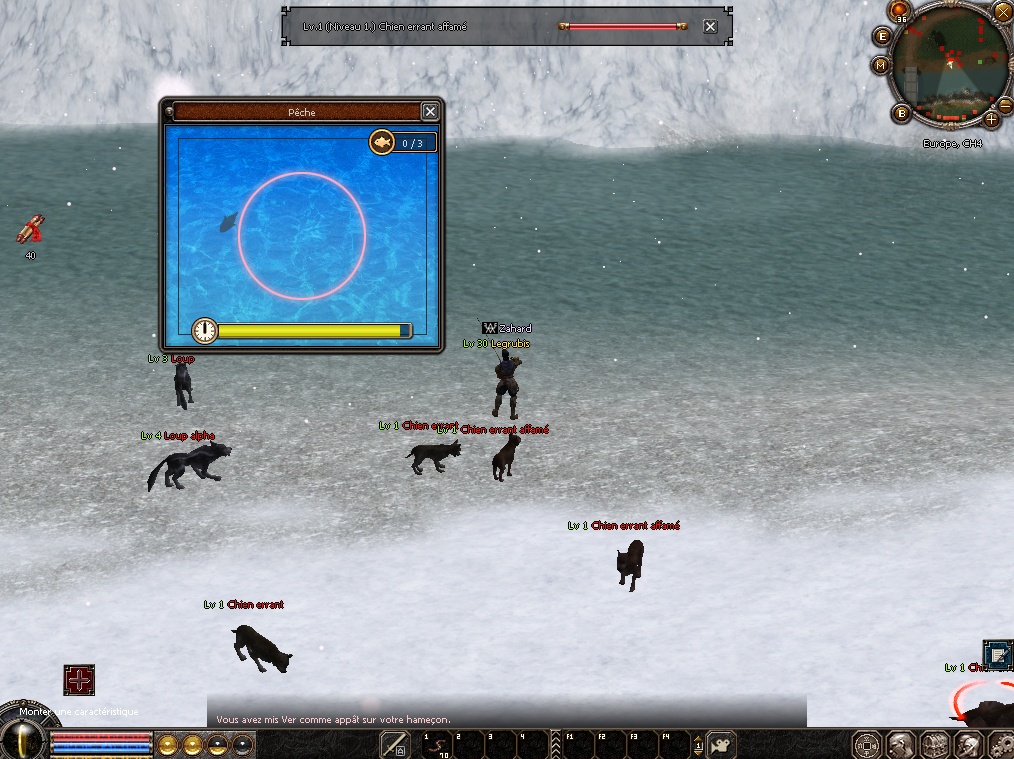 Lv.1 (Niveau 1.) Chien errant affamé
36
E
M
B
Europe, CH4
Pêche
0 / 3
40
Zahard
Lv 30 Legrubis
Lv 3 Loup
Lv 4 Loup alpha
Lv 1 Chien errant
Lv 1 Chien errant affamé
Lv 1 Chien errant affamé
Lv 1 Chien errant
Lv 1
Monter une caractéristique
Vous avez mis Ver comme appât sur votre hameçon.
1 2 3 4 F1 F2 F3 F4 1
70